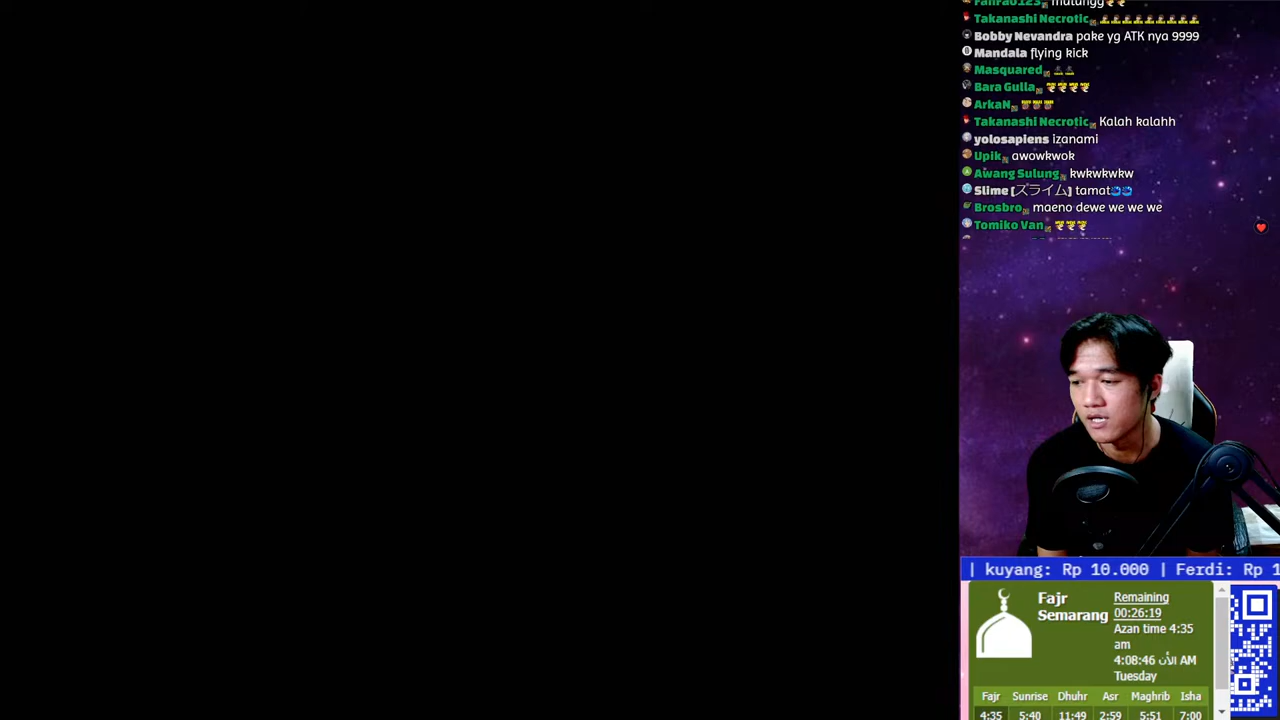 Takanashi Necrotic
Bobby Nevandra pake yg ATK nya 9999
Mandala flying kick
Masquared
Bara Gulla
ArkaN
Takanashi Necrotic Kalah kalahh
yolosapiens izanami
Upik awowkwok
Awang Sulung kwkwkwkw
Slime [スライム] tamat
Brosbro maeno dewe we we we
Tomiko Van
| kuyang: Rp 10.000 | Ferdi: Rp 1
Fajr
Semarang
Remaining
00:26:19
Azan time 4:35
am
4:08:46 الآن AM
Tuesday
Fajr Sunrise Dhuhr Asr Maghrib Isha
4:35 5:40 11:49 2:59 5:51 7:00